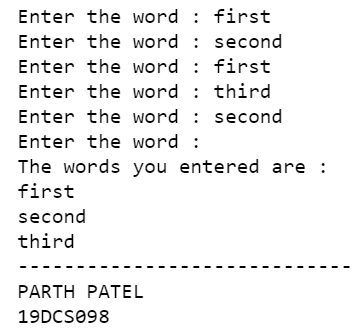 Enter the word : first
Enter the word : second
Enter the word : first
Enter the word : third
Enter the word : second
Enter the word :
The words you entered are :
first
second
third
------------------------------
PARTH PATEL
19DCS098